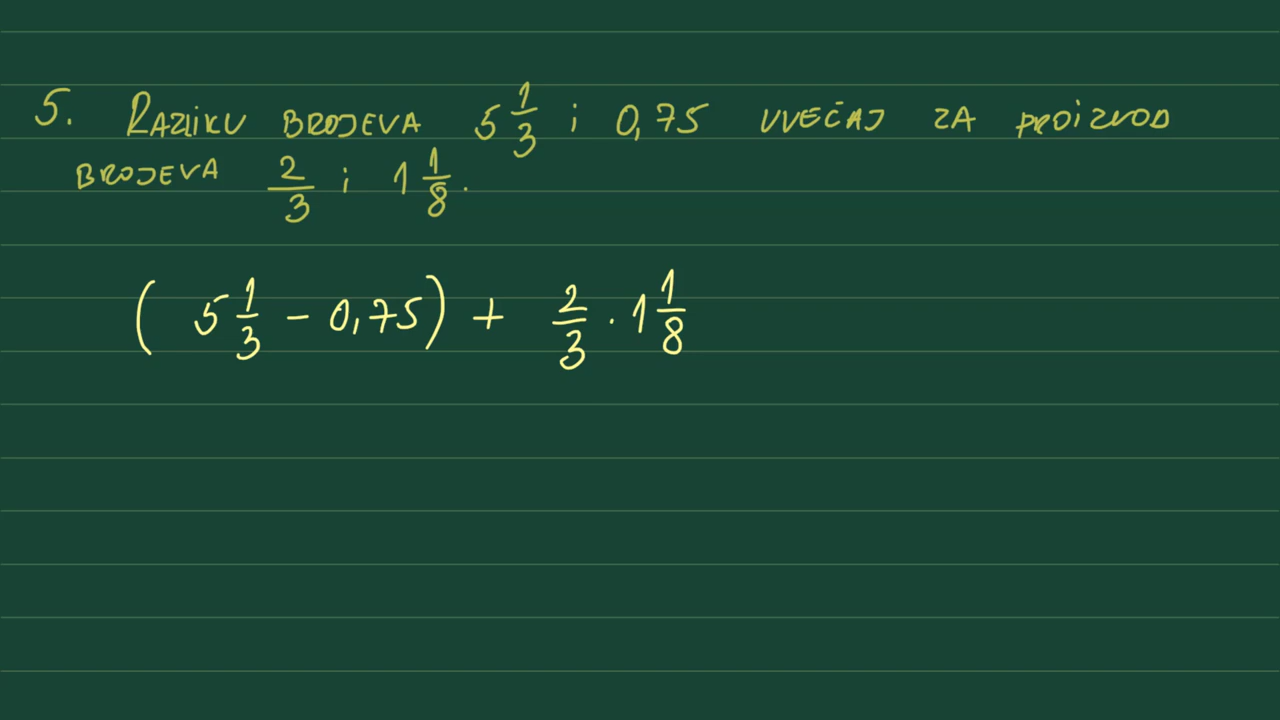 5. RAZLIKU BROJEVA 5 1/3 i 0,75 UVEĆAJ ZA PROIZVOD
BROJEVA 2/3 i 1 1/8.
( 5 1/3 - 0,75) + 2/3 · 1 1/8